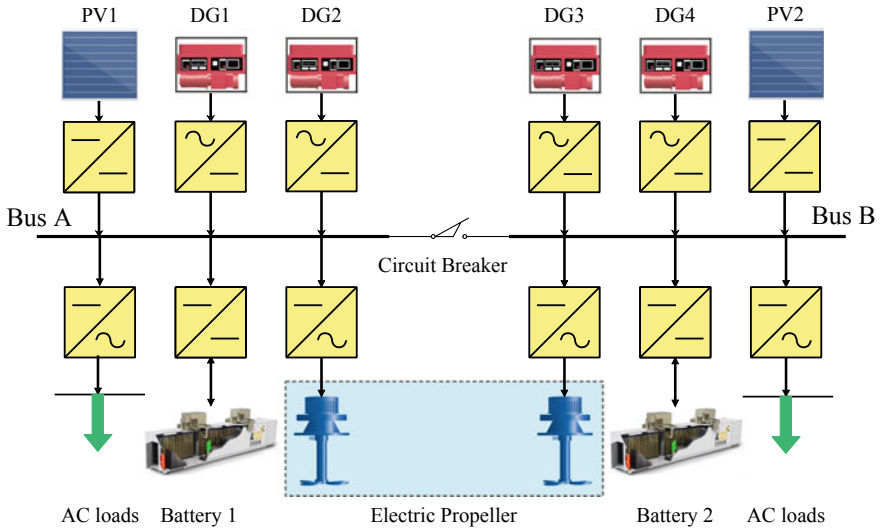 PV1 DG1 DG2 DG3 DG4 PV2
Bus A Bus B
Circuit Breaker
AC loads Battery 1 Electric Propeller Battery 2 AC loads